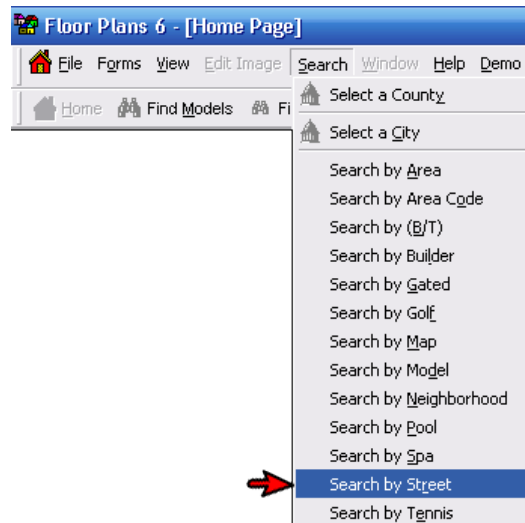 Floor Plans 6 - [Home Page]
File Forms View Edit Image Search Window Help Demo
Home Find Models Fi
Select a County
Select a City
Search by Area
Search by Area Code
Search by (B/T)
Search by Builder
Search by Gated
Search by Golf
Search by Map
Search by Model
Search by Neighborhood
Search by Pool
Search by Spa
Search by Street
Search by Tennis